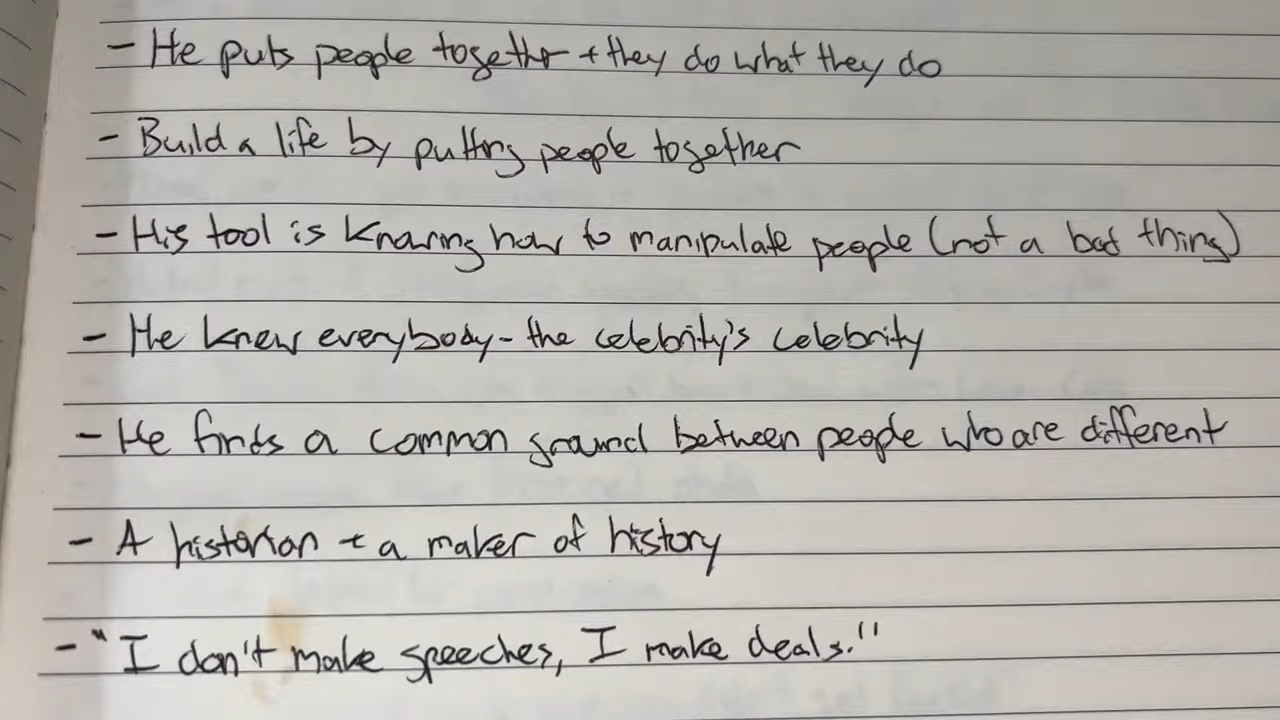 - He puts people together + they do what they do
- Build a life by putting people together
- His tool is knowing how to manipulate people (not a bad thing)
- He knew everybody - the celebrity's celebrity
- He finds a common ground between people who are different
- A historian + a maker of history
- "I don't make speeches, I make deals."